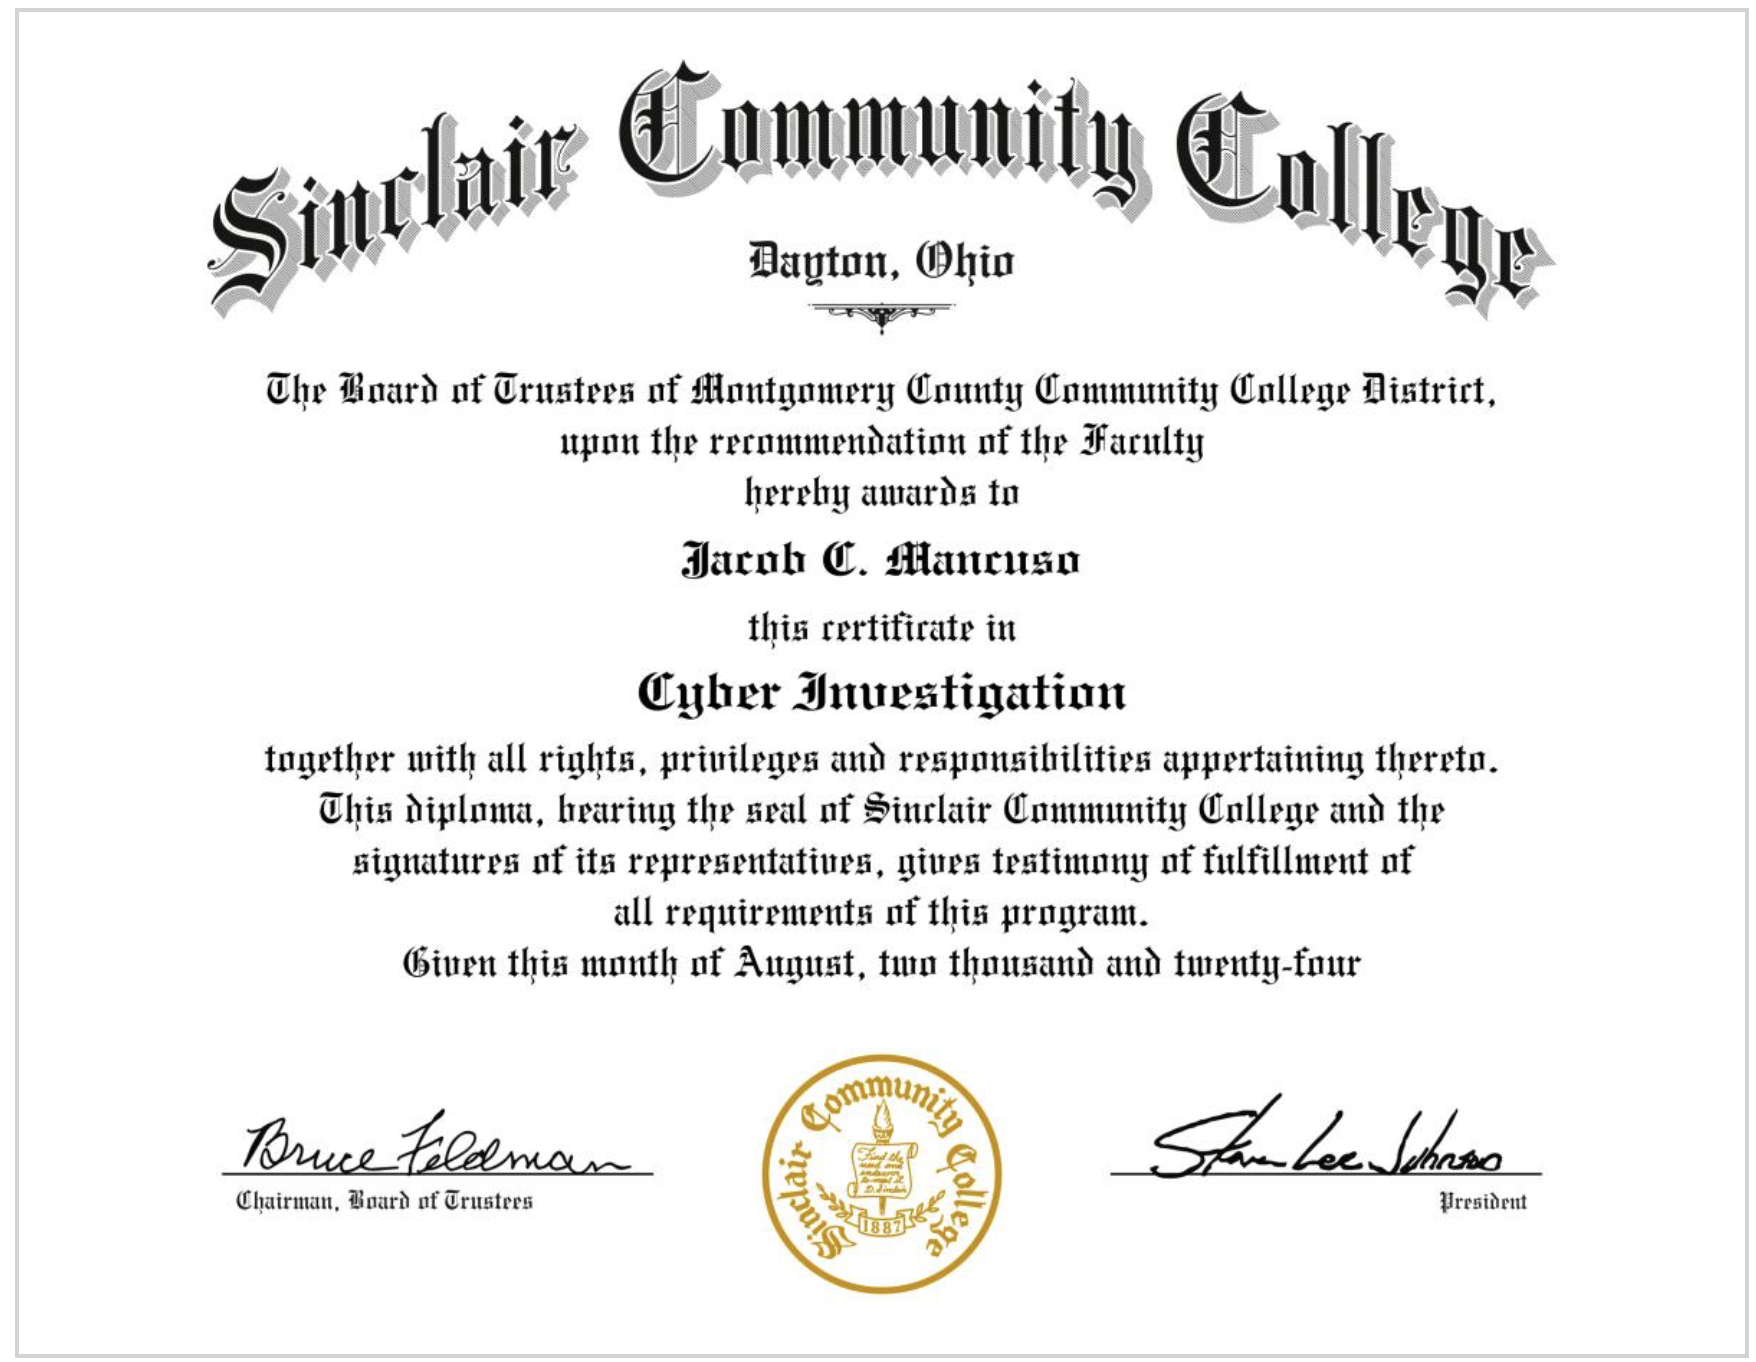 Sinclair Community College
Dayton, Ohio
The Board of Trustees of Montgomery County Community College District,
upon the recommendation of the Faculty
hereby awards to
Jacob C. Mancuso
this certificate in
Cyber Investigation
together with all rights, privileges and responsibilities appertaining thereto.
This diploma, bearing the seal of Sinclair Community College and the
signatures of its representatives, gives testimony of fulfillment of
all requirements of this program.
Given this month of August, two thousand and twenty-four
Bruce Feldman
Chairman, Board of Trustees
Sinclair Community College
Find the
need and
endeavor
to meet it
D. Sinclair
1887
Steven Lee Johnson
President